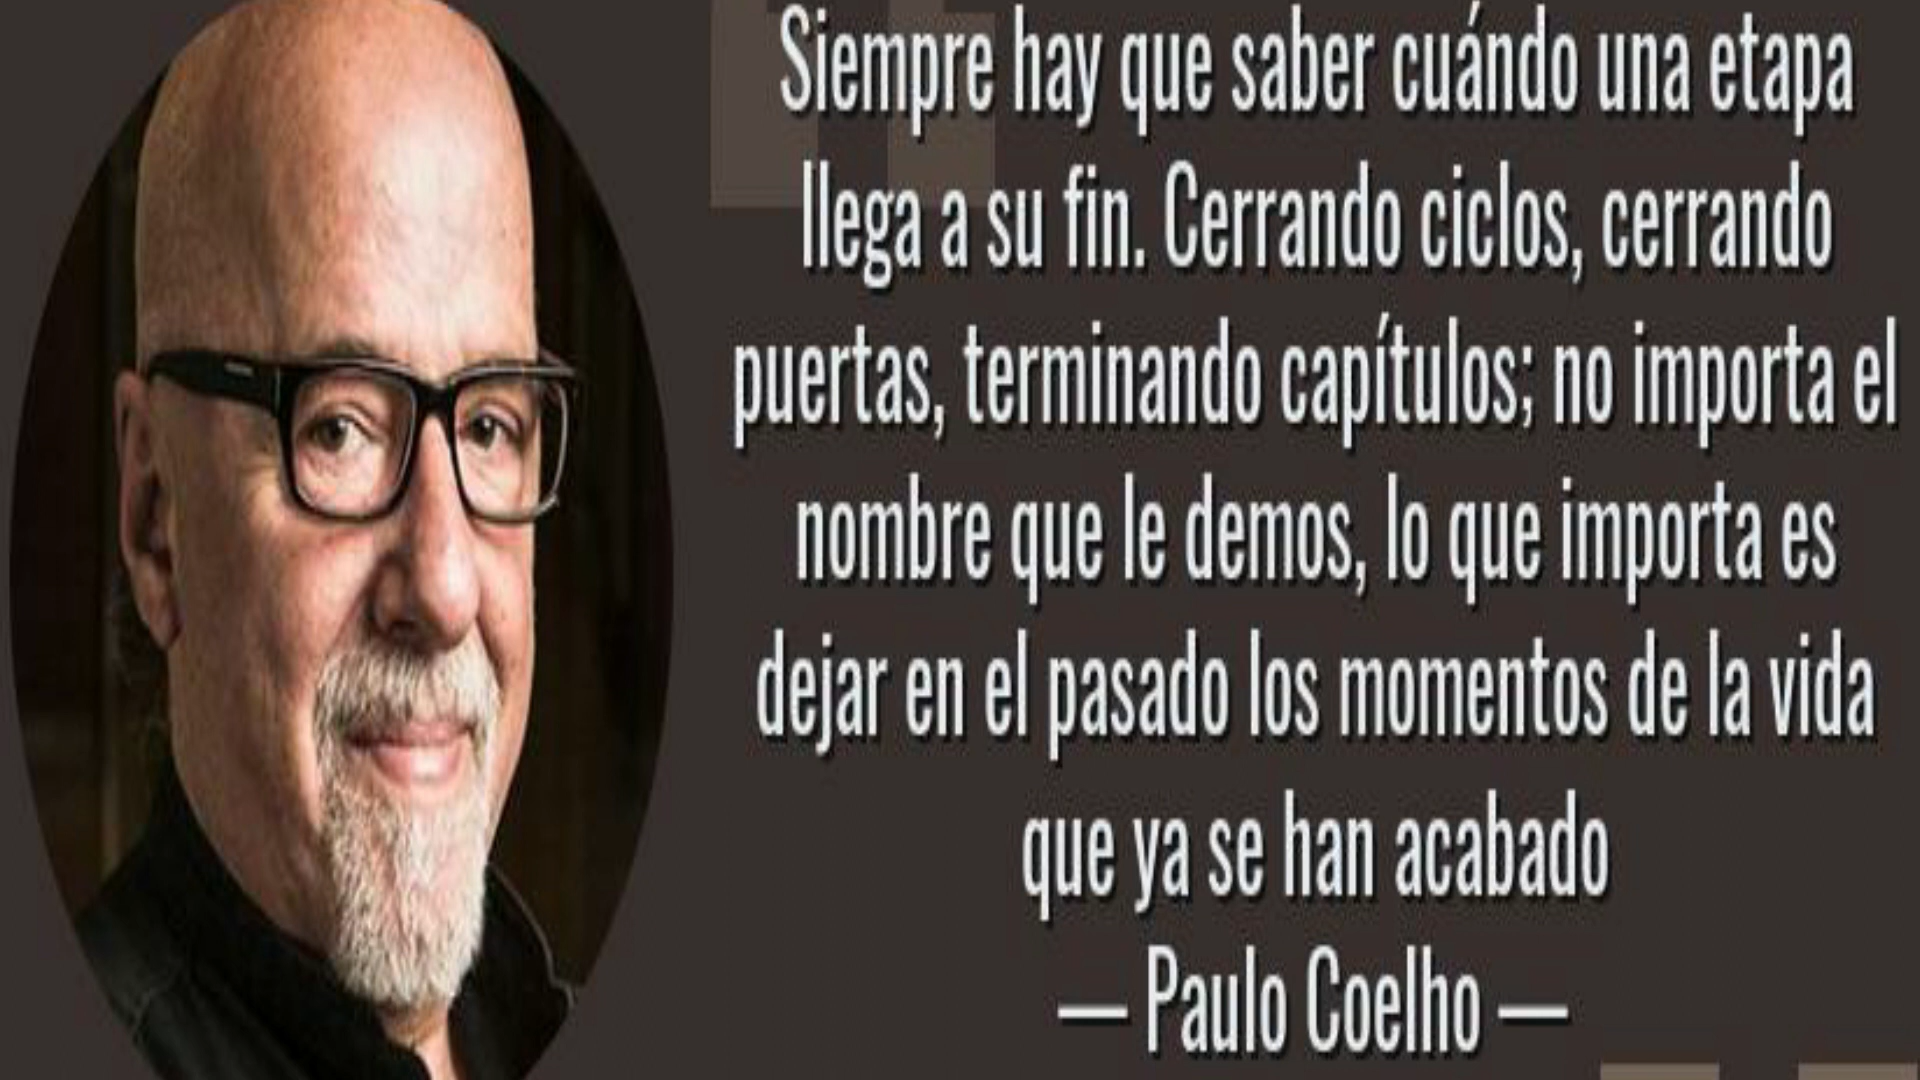 Siempre hay que saber cuándo una etapa
llega a su fin. Cerrando ciclos, cerrando
puertas, terminando capítulos; no importa el
nombre que le demos, lo que importa es
dejar en el pasado los momentos de la vida
que ya se han acabado
— Paulo Coelho —